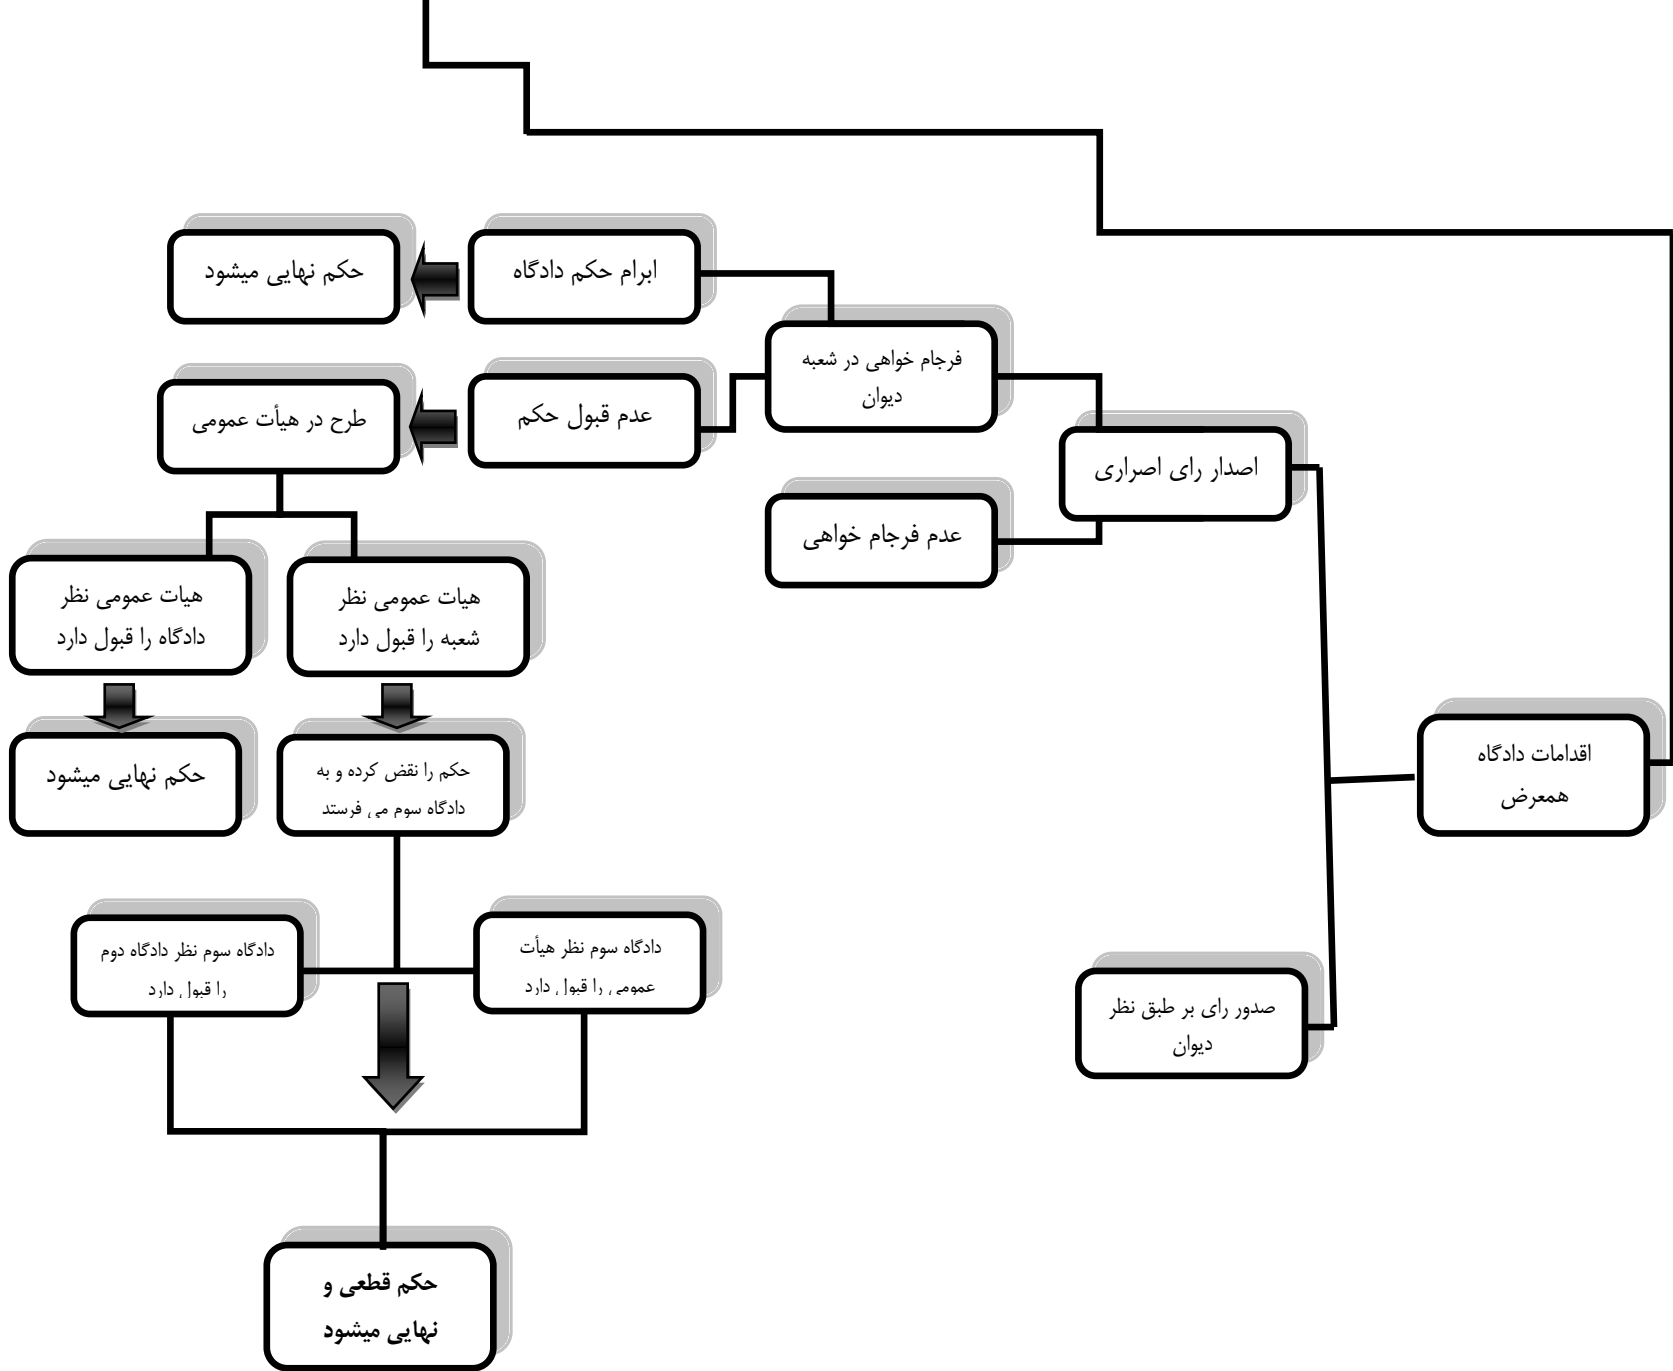 ابرام حکم دادگاه
حکم نهایی میشود
فرجام خواهی در شعبه
دیوان
عدم قبول حکم
طرح در هیأت عمومی
اصدار رای اصراری
عدم فرجام خواهی
هیات عمومی نظر
شعبه را قبول دارد
هیات عمومی نظر
دادگاه را قبول دارد
اقدامات دادگاه
همعرض
حکم را نقض کرده و به
دادگاه سوم می فرستد
حکم نهایی میشود
دادگاه سوم نظر هیأت
عمومی را قبول دارد
دادگاه سوم نظر دادگاه دوم
را قبول دارد
صدور رای بر طبق نظر
دیوان
حکم قطعی و
نهایی میشود